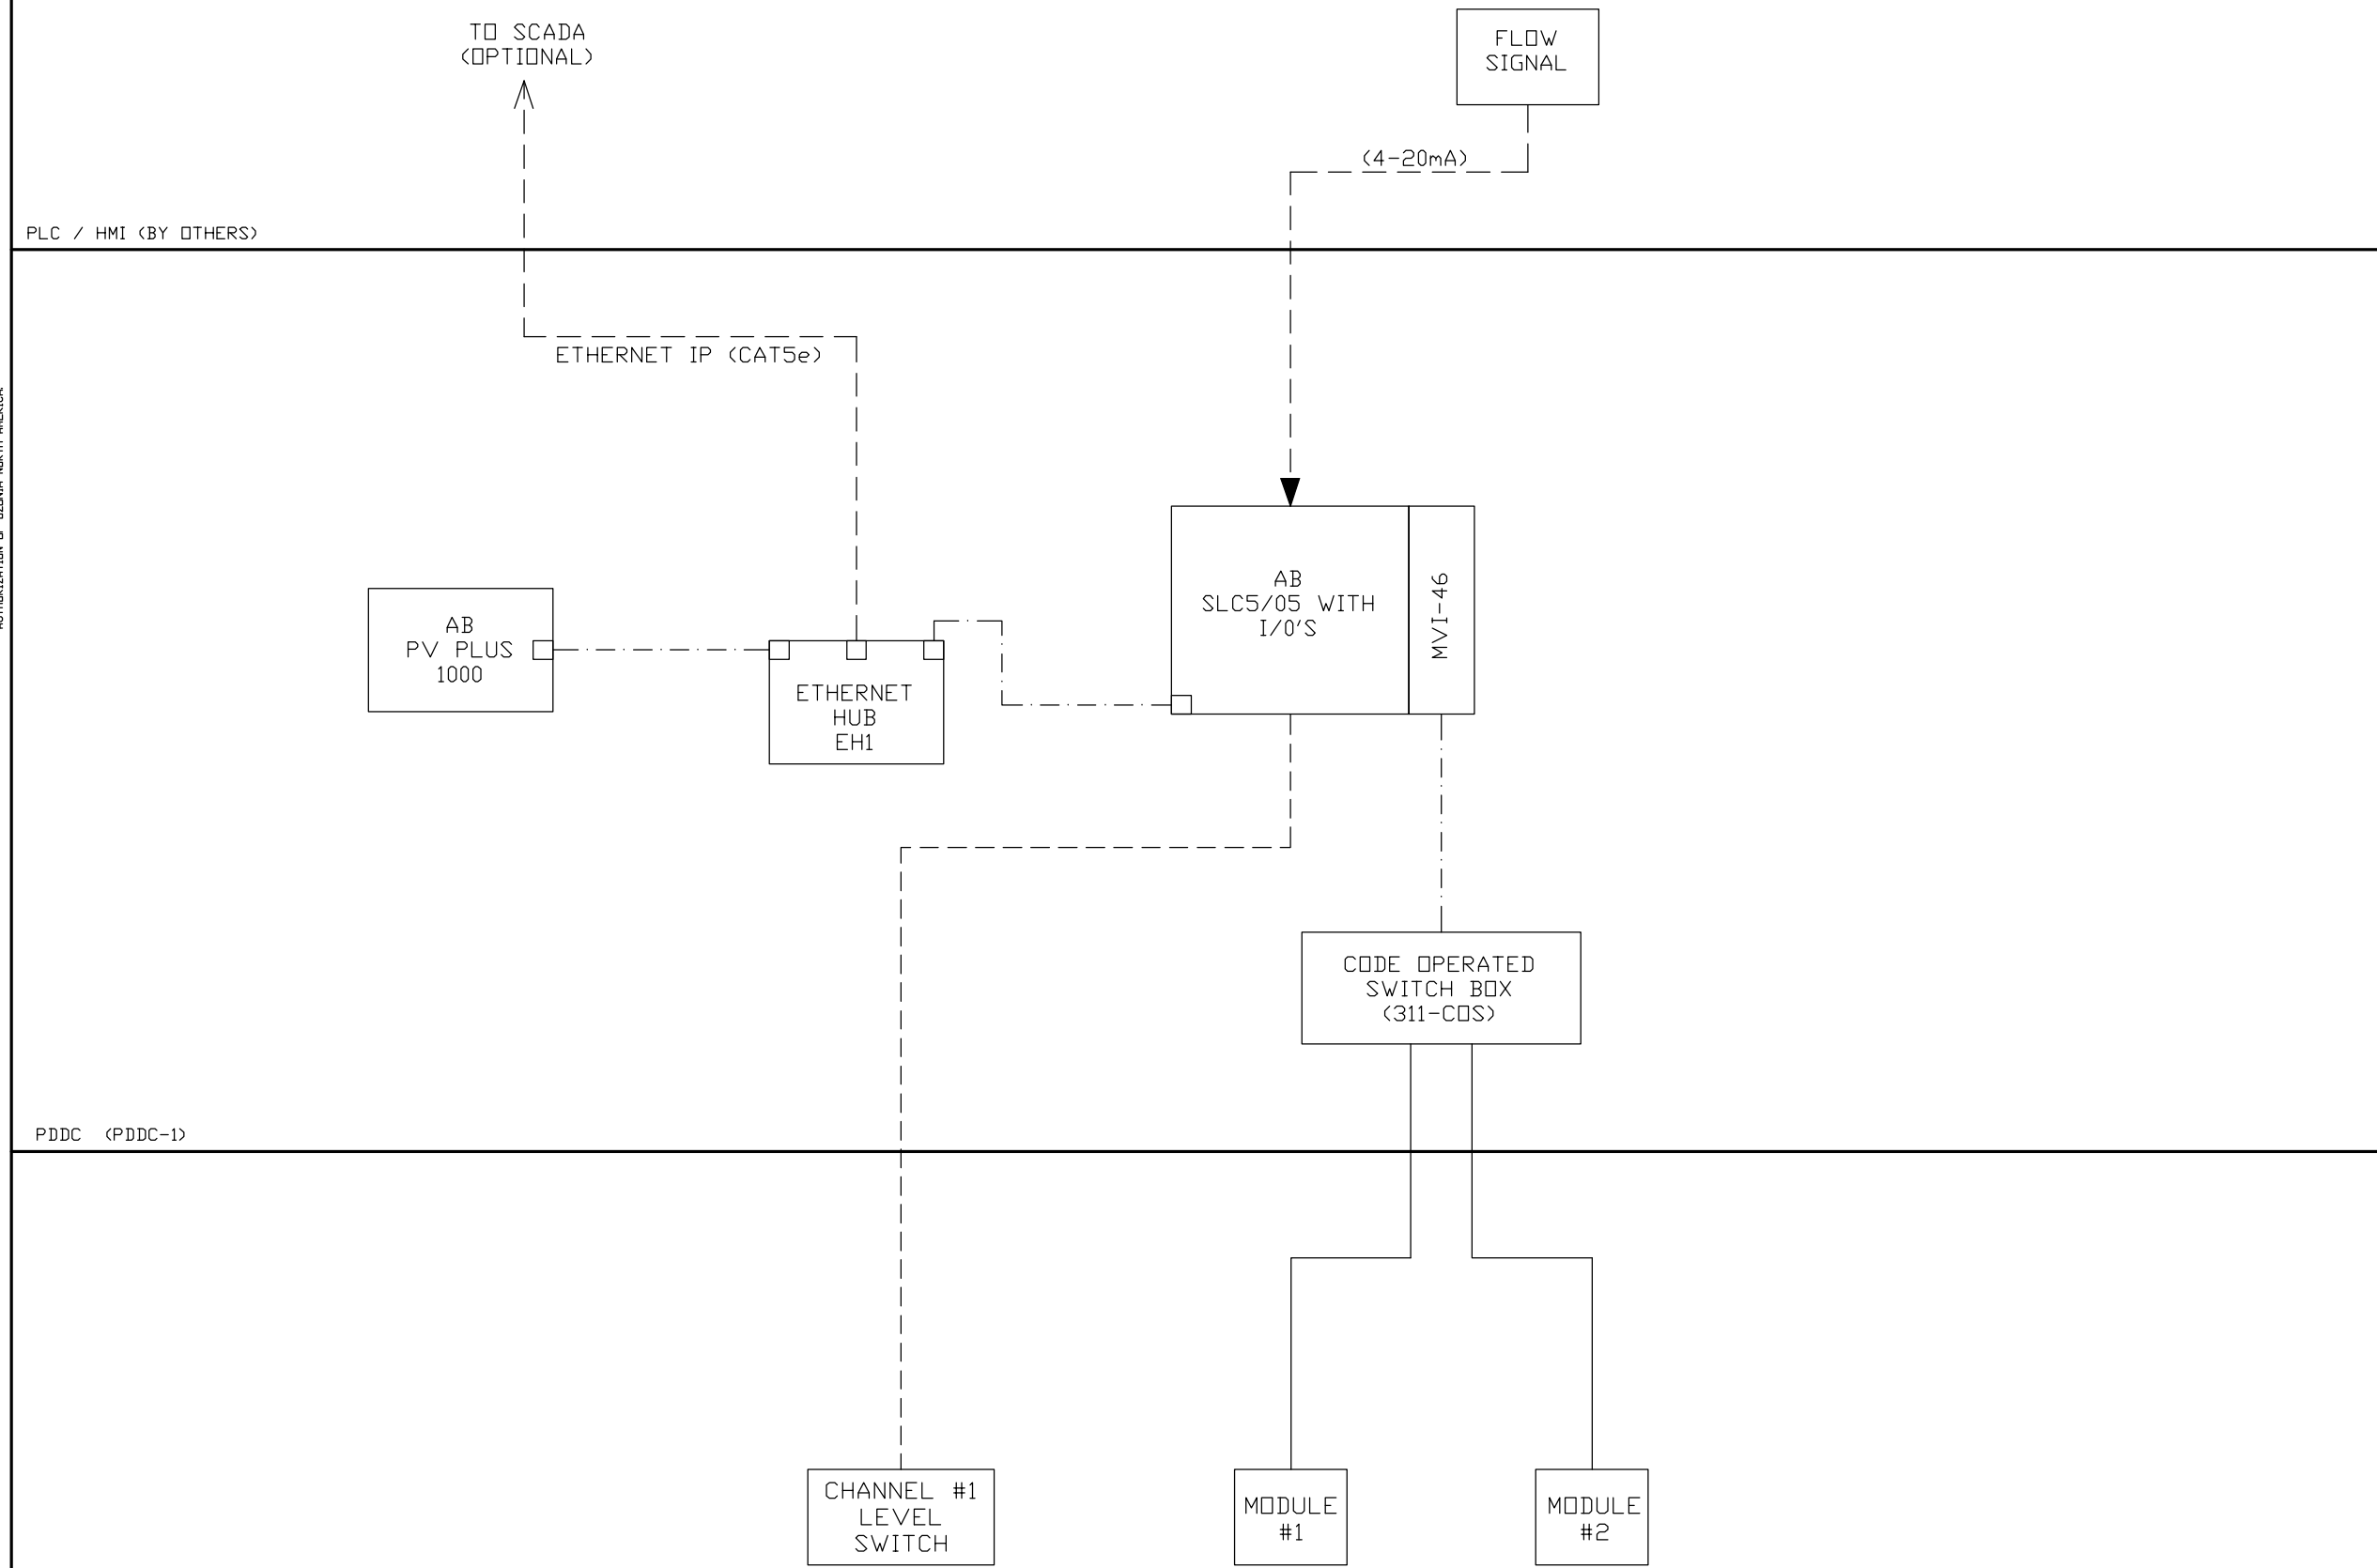 TO SCADA
(OPTIONAL)
FLOW
SIGNAL
(4-20mA)
PLC / HMI (BY OTHERS)
ETHERNET IP (CAT5e)
AB
PV PLUS
1000
ETHERNET
HUB
EH1
AB
SLC5/05 WITH
I/O'S
MVI-46
CODE OPERATED
SWITCH BOX
(311-COS)
PDDC (PDDC-1)
CHANNEL #1
LEVEL
SWITCH
MODULE
#1
MODULE
#2